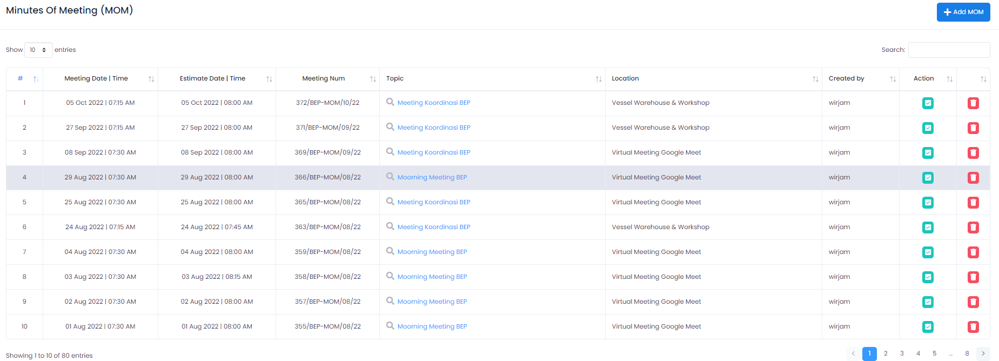 Minutes Of Meeting (MOM)
Add MOM
Show 10 entries
Search:
# Meeting Date | Time Estimate Date | Time Meeting Num Topic Location Created by Action
1 05 Oct 2022 | 07:15 AM 05 Oct 2022 | 08:00 AM 372/BEP-MOM/10/22 Meeting Koordinasi BEP Vessel Warehouse & Workshop wirjam
2 27 Sep 2022 | 07:15 AM 27 Sep 2022 | 08:00 AM 371/BEP-MOM/09/22 Meeting Koordinasi BEP Vessel Warehouse & Workshop wirjam
3 08 Sep 2022 | 07:30 AM 08 Sep 2022 | 08:00 AM 369/BEP-MOM/09/22 Meeting Koordinasi BEP Virtual Meeting Google Meet wirjam
4 29 Aug 2022 | 07:30 AM 29 Aug 2022 | 08:00 AM 366/BEP-MOM/08/22 Moorning Meeting BEP Virtual Meeting Google Meet wirjam
5 25 Aug 2022 | 07:30 AM 25 Aug 2022 | 08:00 AM 365/BEP-MOM/08/22 Meeting Koordinasi BEP Virtual Meeting Google Meet wirjam
6 24 Aug 2022 | 07:15 AM 24 Aug 2022 | 07:45 AM 363/BEP-MOM/08/22 Meeting Koordinasi BEP Vessel Warehouse & Workshop wirjam
7 04 Aug 2022 | 07:30 AM 04 Aug 2022 | 08:00 AM 359/BEP-MOM/08/22 Moorning Meeting BEP Virtual Meeting Google Meet wirjam
8 03 Aug 2022 | 07:30 AM 03 Aug 2022 | 08:15 AM 358/BEP-MOM/08/22 Moorning Meeting BEP Virtual Meeting Google Meet wirjam
9 02 Aug 2022 | 07:30 AM 02 Aug 2022 | 08:00 AM 357/BEP-MOM/08/22 Moorning Meeting BEP Virtual Meeting Google Meet wirjam
10 01 Aug 2022 | 07:30 AM 01 Aug 2022 | 08:00 AM 355/BEP-MOM/08/22 Moorning Meeting BEP Virtual Meeting Google Meet wirjam
Showing 1 to 10 of 80 entries
1 2 3 4 5 ... 8